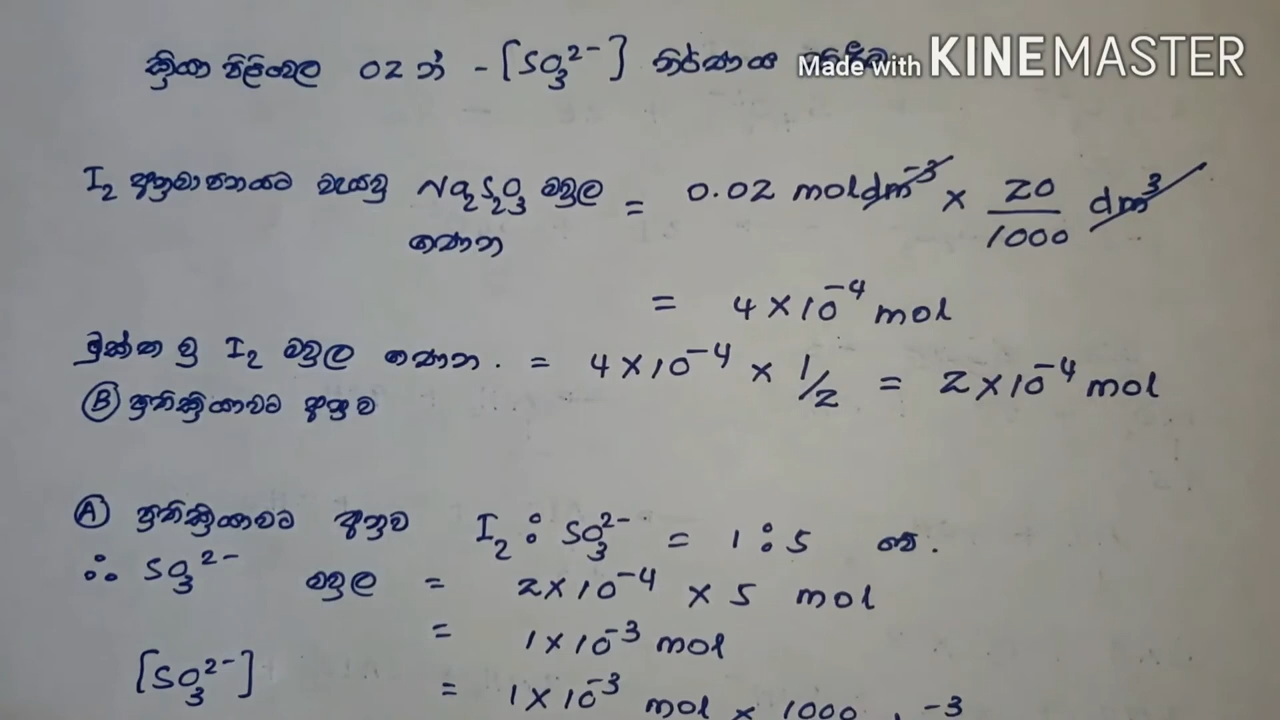 ක්‍රියා පිළිවෙල 02 න් - [SO₃²⁻] නිර්ණය
Made with KINEMASTER
I₂ අනුමාපනයට වැයවූ Na₂S₂O₃ මවුල ගණන = 0.02 moldm⁻³ × 20/1000 dm³
= 4 × 10⁻⁴ mol
මුක්ත වූ I₂ මවුල ගණන. = 4 × 10⁻⁴ × 1/2 = 2 × 10⁻⁴ mol
Ⓑ ප්‍රතික්‍රියාවට අනුව
Ⓐ ප්‍රතික්‍රියාවට අනුව I₂ : SO₃²⁻ = 1 : 5 වේ.
∴ SO₃²⁻ මවුල = 2 × 10⁻⁴ × 5 mol
= 1 × 10⁻³ mol
[SO₃²⁻] = 1 × 10⁻³ mol × 1000 ⁻³